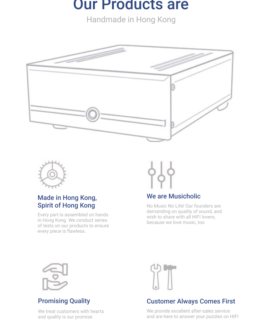 Our Products are
Handmade in Hong Kong
Made in Hong Kong,
Spirit of Hong Kong
Every part is assembled on hands
in Hong Kong. We conduct series
of tests on our products to ensure
every piece is flawless.
We are Musicholic
No Music No Life! Our founders are
demanding on quality of sound, and
wish to share with all HiFi lovers,
because we love music, too.
Promising Quality
We treat customers with hearts
and quality is our promise
Customer Always Comes First
We provide excellent after-sales service
and are here to answer your puzzles on HiFi